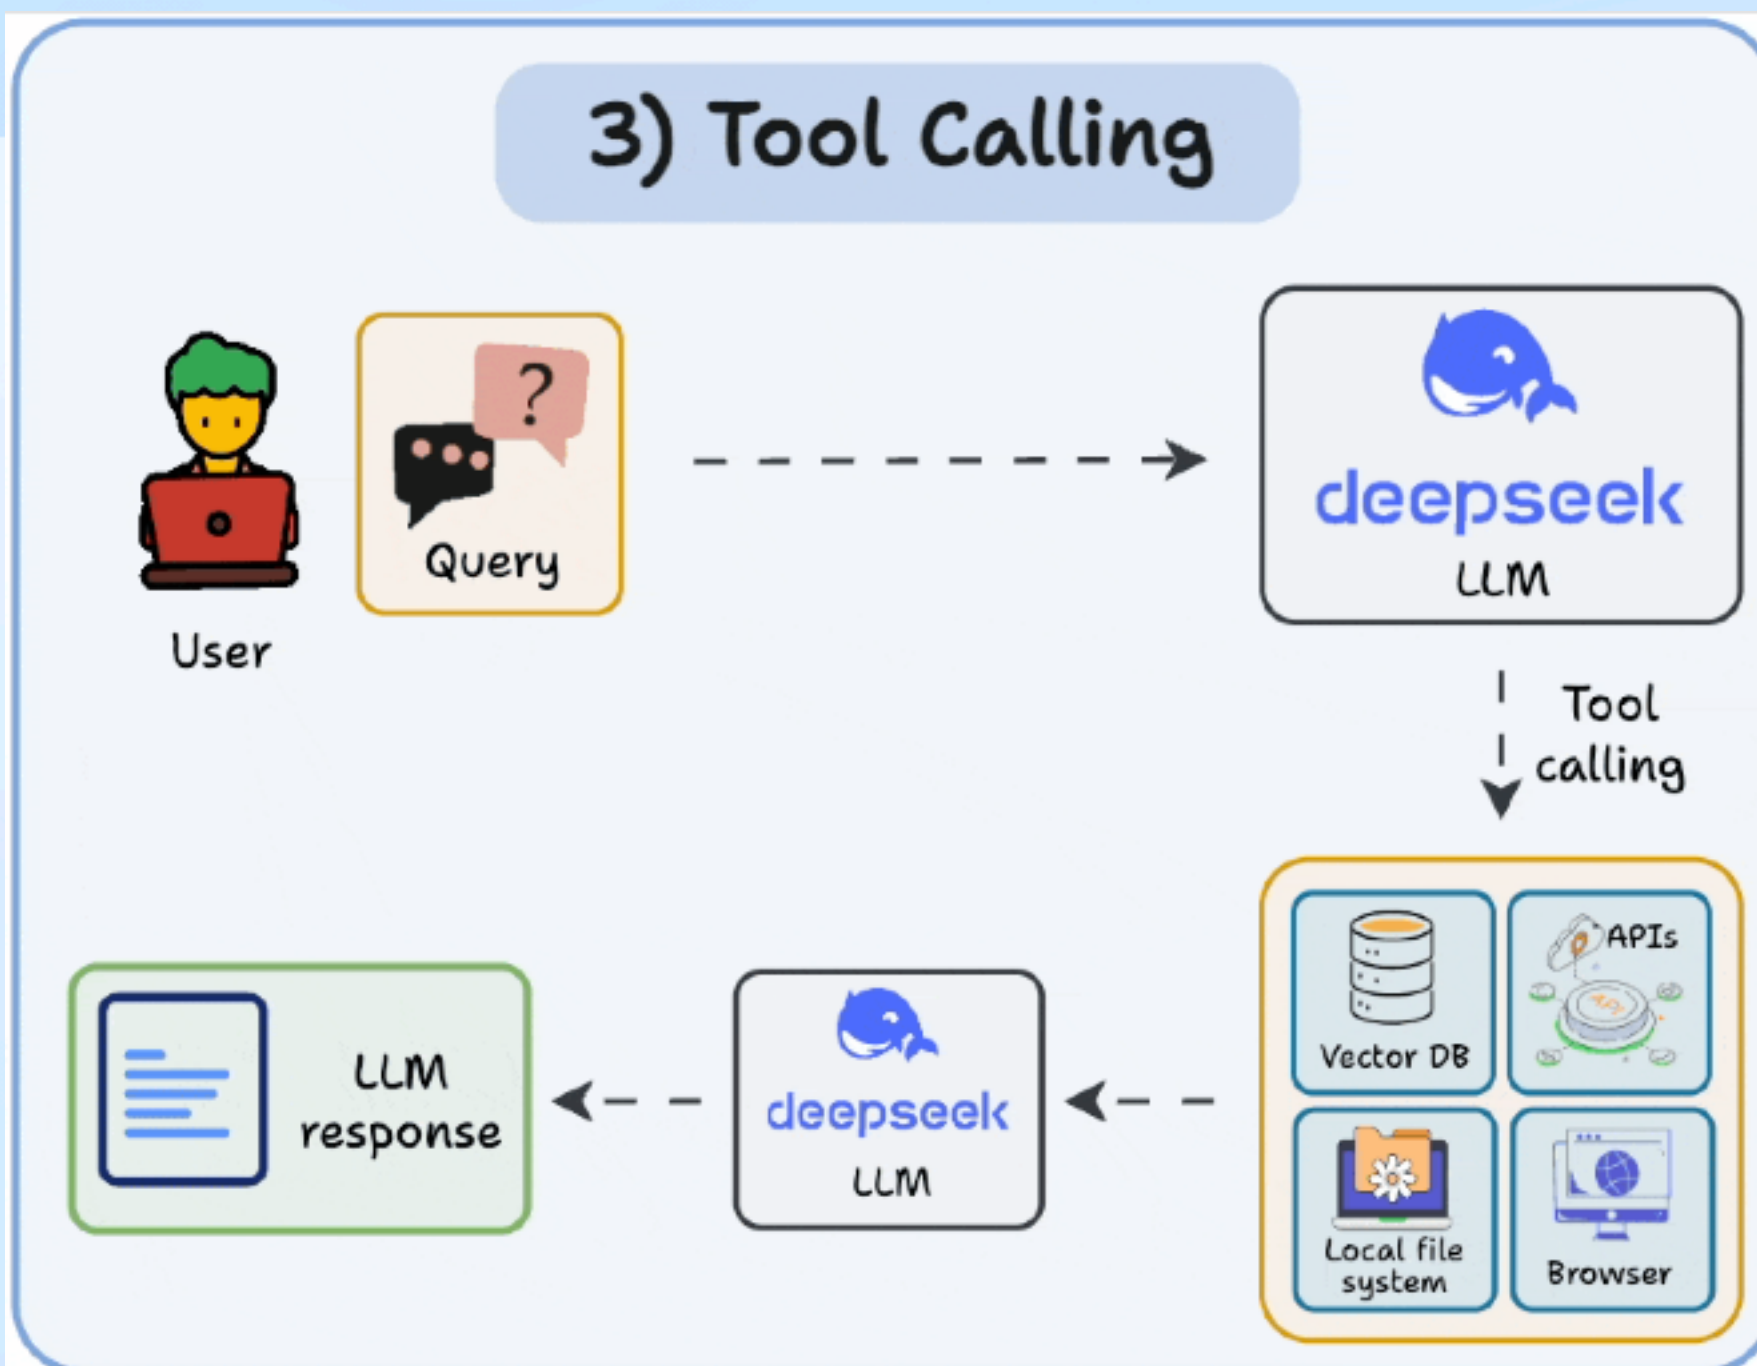 3) Tool Calling
?
Query
User
deepseek
LLM
Tool
calling
Vector DB
APIs
API
Local file
system
Browser
deepseek
LLM
LLM
response